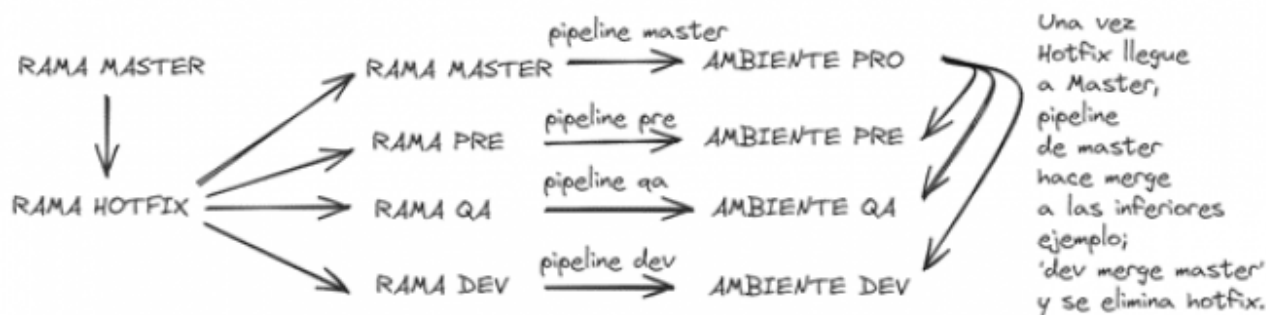 RAMA MASTER
RAMA HOTFIX
RAMA MASTER
pipeline master
AMBIENTE PRO
RAMA PRE
pipeline pre
AMBIENTE PRE
RAMA QA
pipeline qa
AMBIENTE QA
RAMA DEV
pipeline dev
AMBIENTE DEV
Una vez
Hotfix llegue
a Master,
pipeline
de master
hace merge
a las inferiores
ejemplo;
'dev merge master'
y se elimina hotfix.